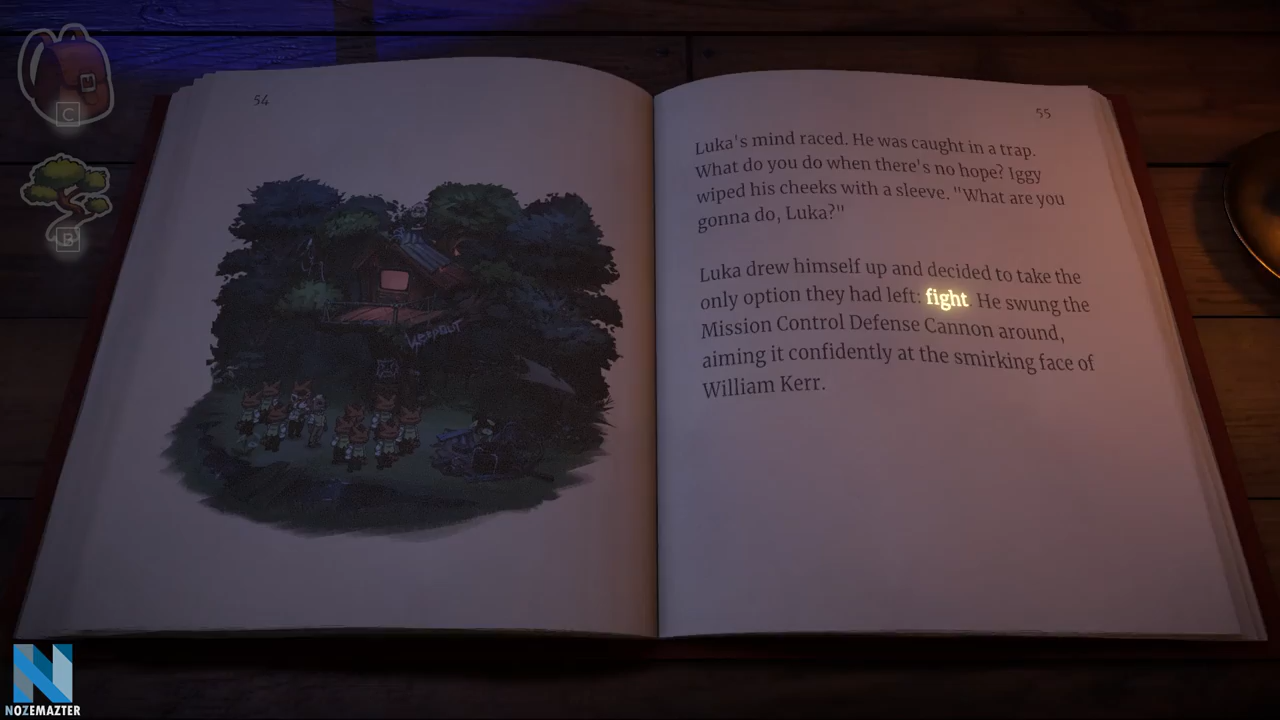 54
55
C
B
Luka's mind raced. He was caught in a trap.
What do you do when there's no hope? Iggy
wiped his cheeks with a sleeve. "What are you
gonna do, Luka?"
Luka drew himself up and decided to take the
only option they had left: fight. He swung the
Mission Control Defense Cannon around,
aiming it confidently at the smirking face of
William Kerr.
NOZEMAZTER